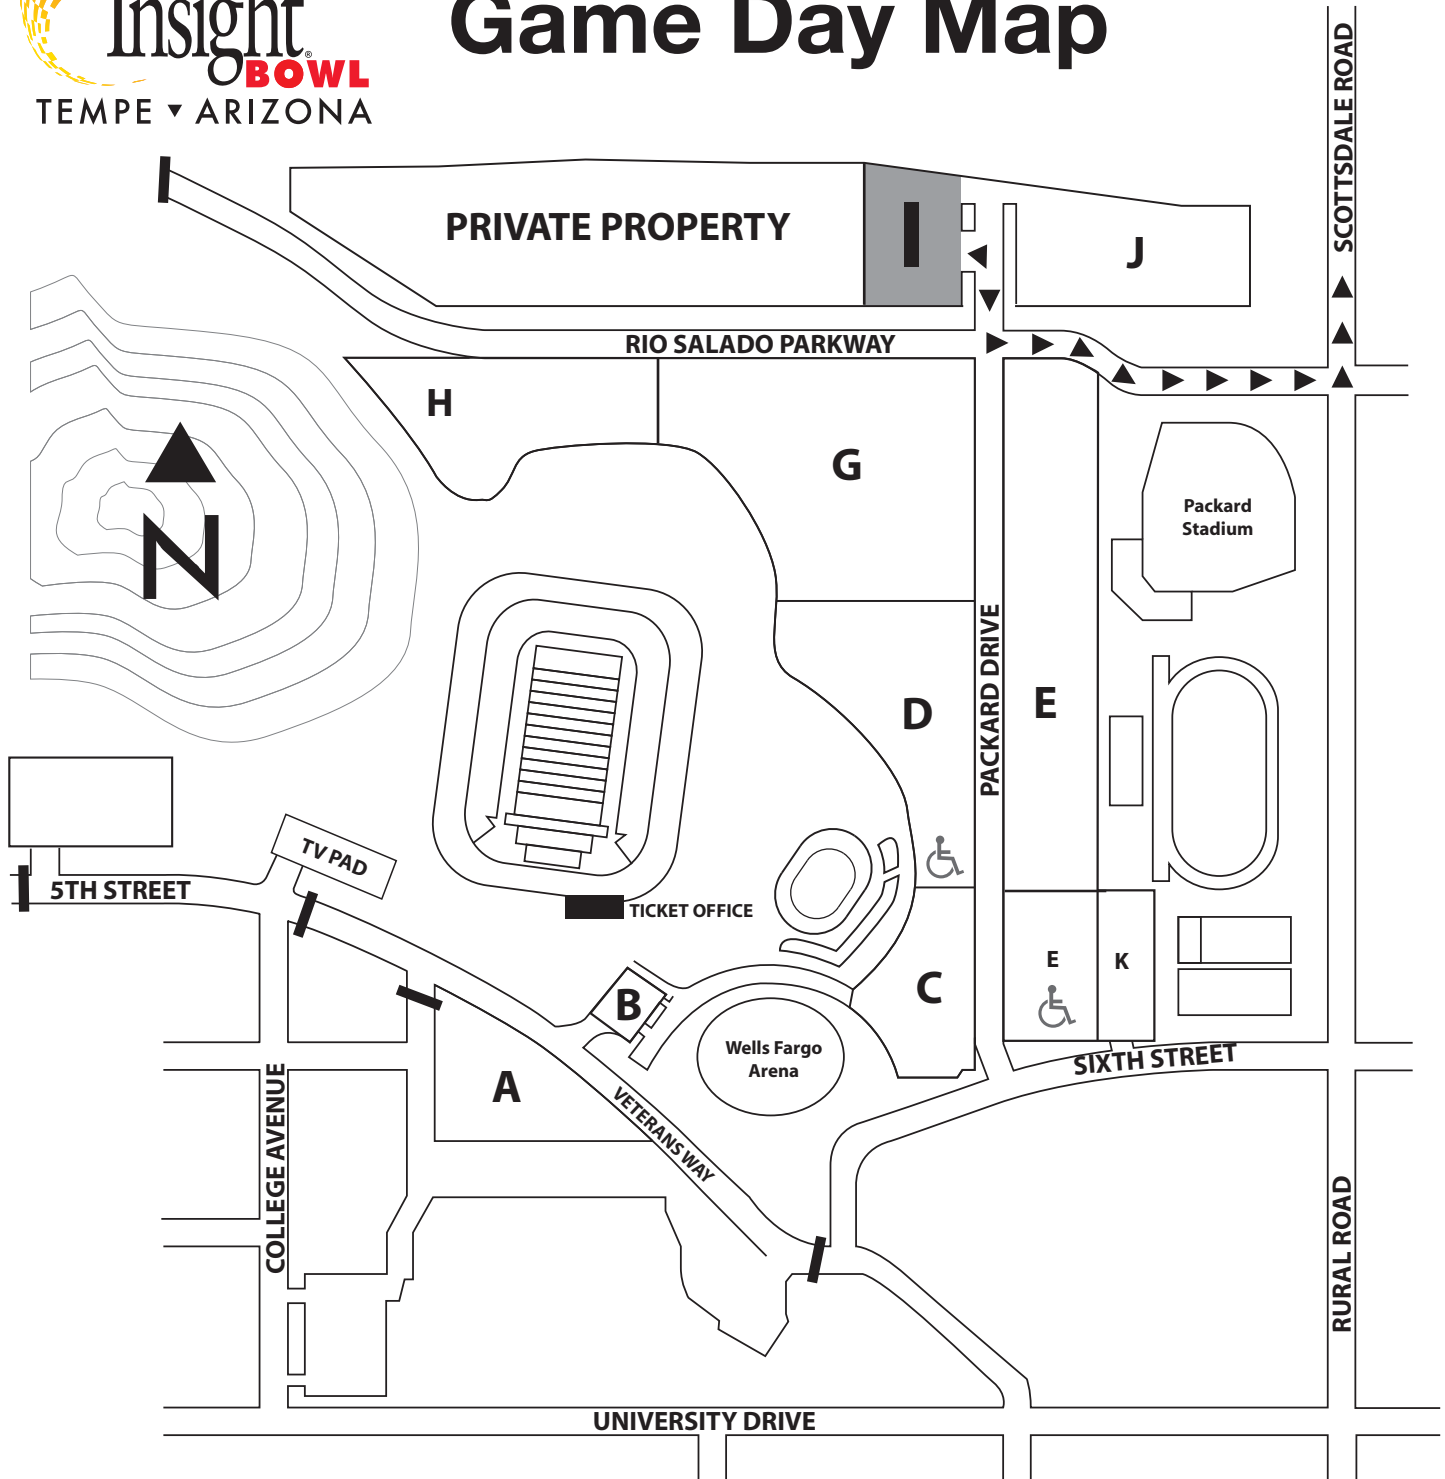 Insight®
BOWL
TEMPE ▼ ARIZONA
Game Day Map
SCOTTSDALE ROAD
PRIVATE PROPERTY
I
J
RIO SALADO PARKWAY
H
G
N
Packard
Stadium
PACKARD DRIVE
D
E
TV PAD
5TH STREET
TICKET OFFICE
B
C
E
K
Wells Fargo
Arena
SIXTH STREET
A
VETERANS WAY
COLLEGE AVENUE
RURAL ROAD
UNIVERSITY DRIVE